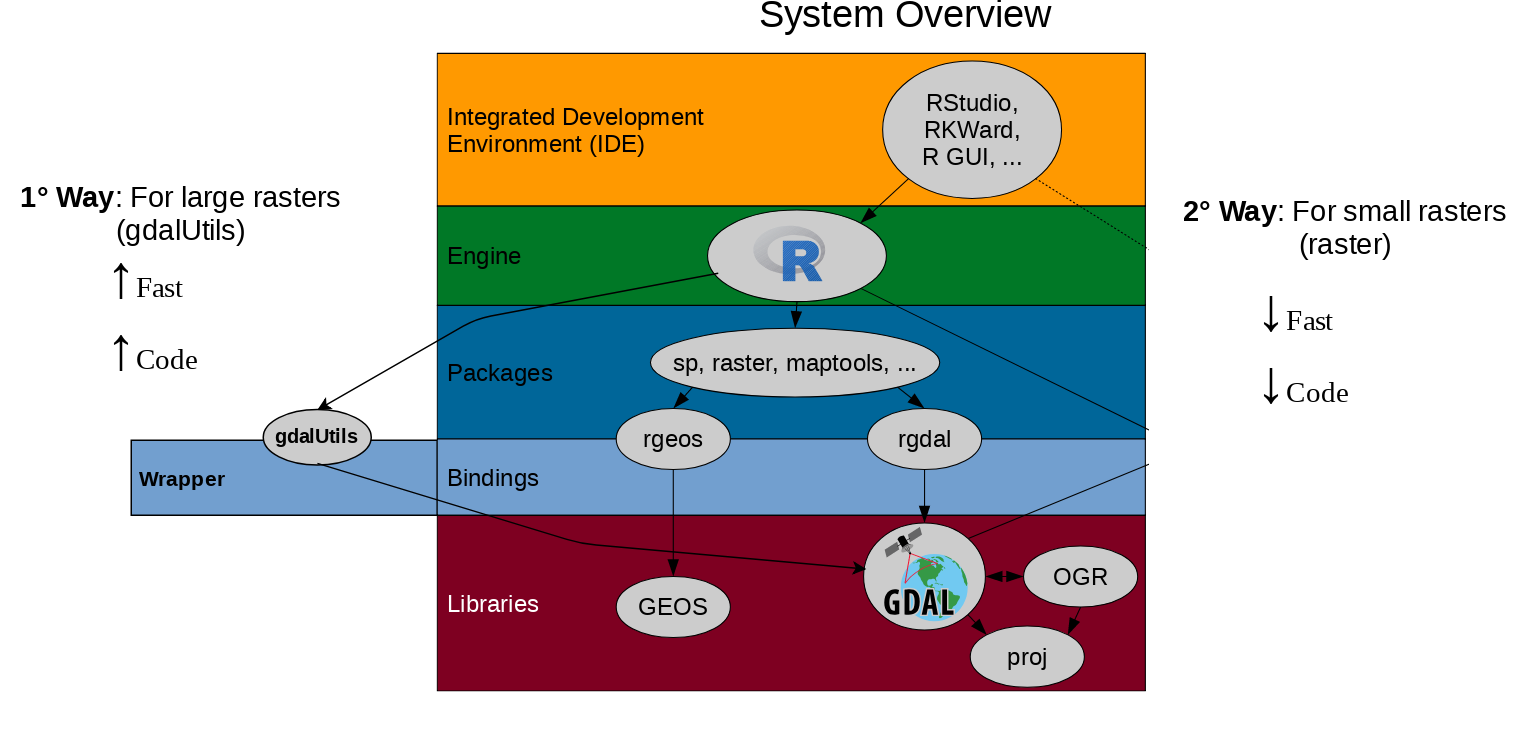 System Overview
Integrated Development
Environment (IDE)
RStudio,
RKWard,
R GUI, ...
1° Way: For large rasters
(gdalUtils)
↑ Fast
↑ Code
2° Way: For small rasters
(raster)
↓ Fast
↓ Code
Engine
R
Packages
sp, raster, maptools, ...
gdalUtils
rgeos
rgdal
Wrapper
Bindings
Libraries
GEOS
GDAL
OGR
proj